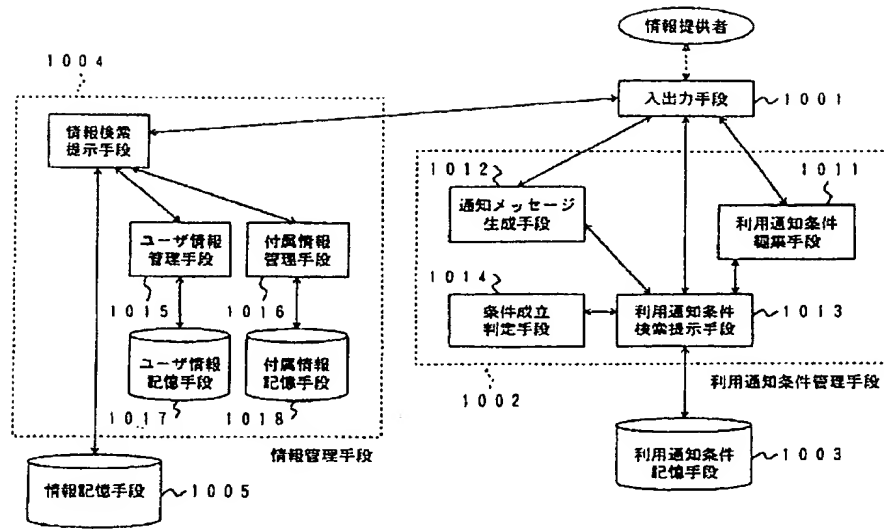 情報提供者
1004
入出力手段
1001
情報検索
提示手段
1012
1011
通知メッセージ
生成手段
利用通知条件
編集手段
ユーザ情報
管理手段
付属情報
管理手段
1014
1015
1016
条件成立
判定手段
利用通知条件
検索提示手段
1013
ユーザ情報
記憶手段
付属情報
記憶手段
1017
1018
1002
利用通知条件管理手段
情報管理手段
情報記憶手段
1005
利用通知条件
記憶手段
1003